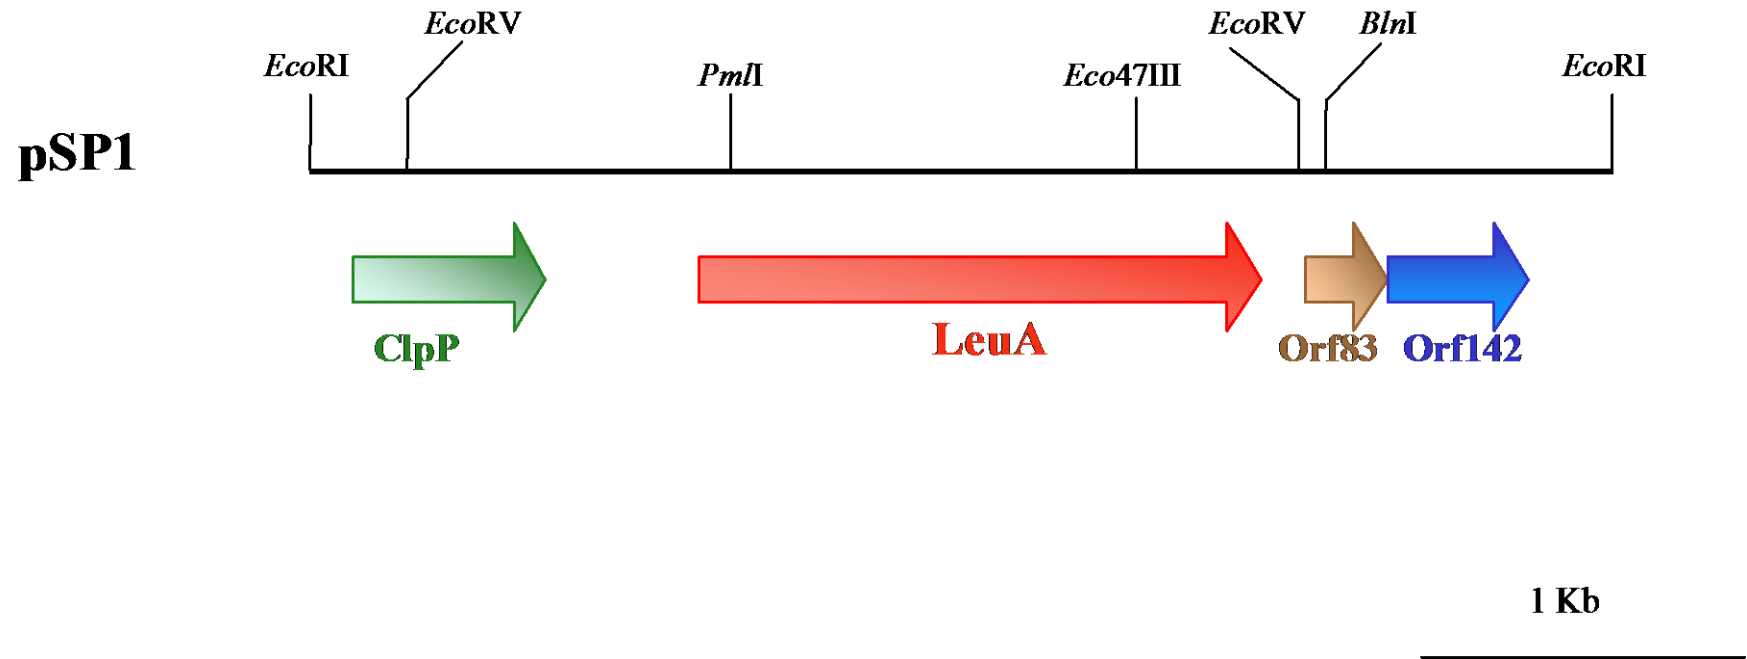 EcoRI
EcoRV
PmlI
Eco47III
EcoRV
BlnI
EcoRI
pSP1
ClpP
LeuA
Orf83
Orf142
1 Kb